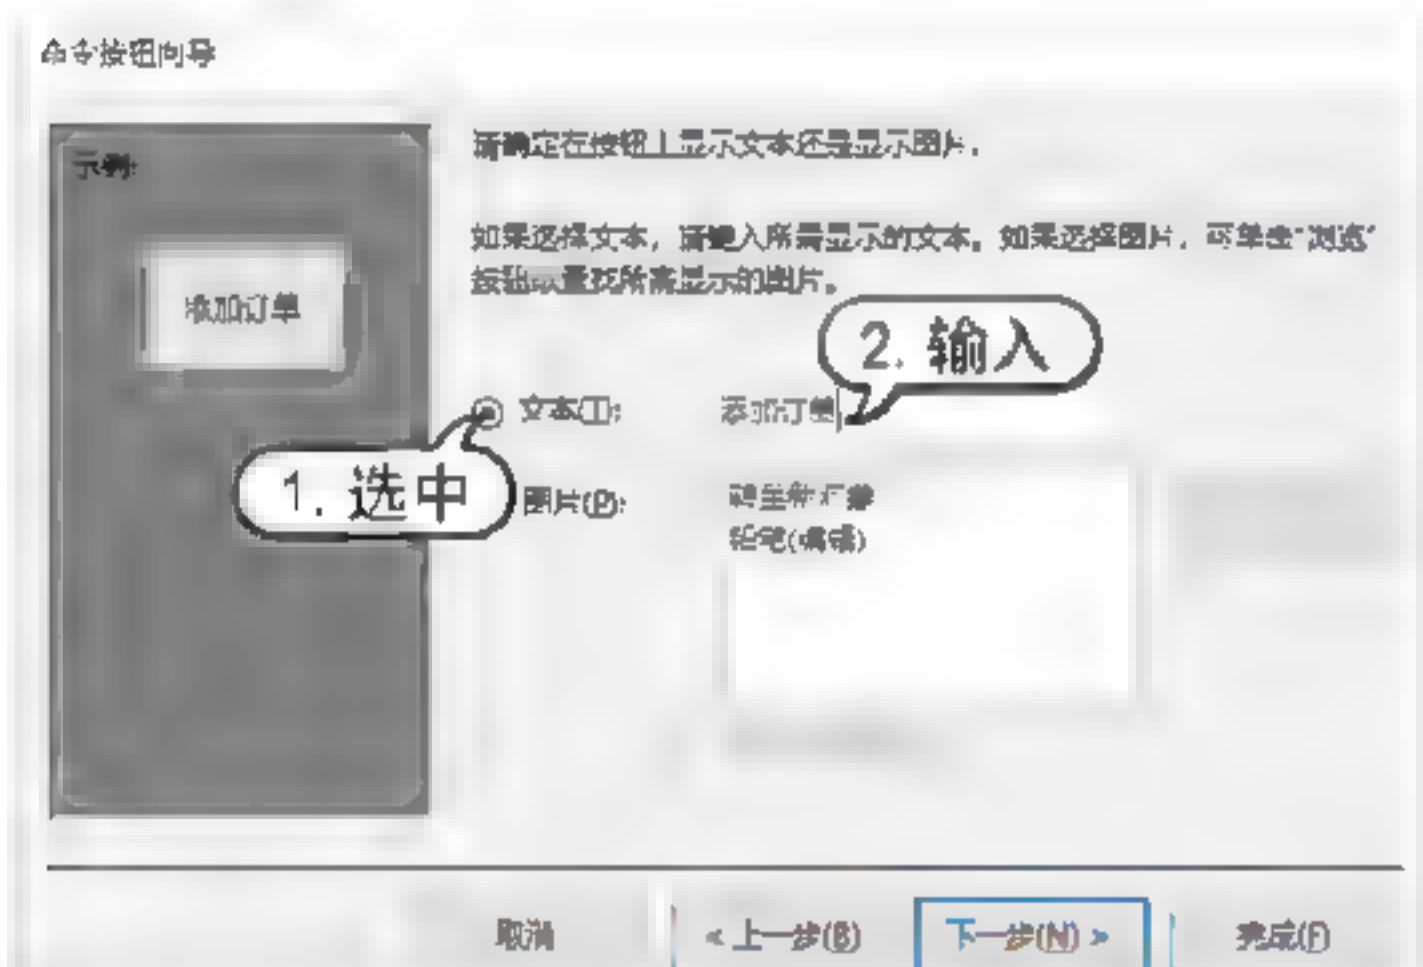 命令按钮向导
示例:
添加订单
请确定在按钮上显示文本还是显示图片。
如果选择文本，请键入所需显示的文本。如果选择图片，可单击“浏览”
按钮以查找所需显示的图片。
2. 输入
文本(T):
添加订单
1. 选中
图片(P):
转至新对象
铅笔(编辑)
取消
< 上一步(B)
下一步(N) >
完成(F)